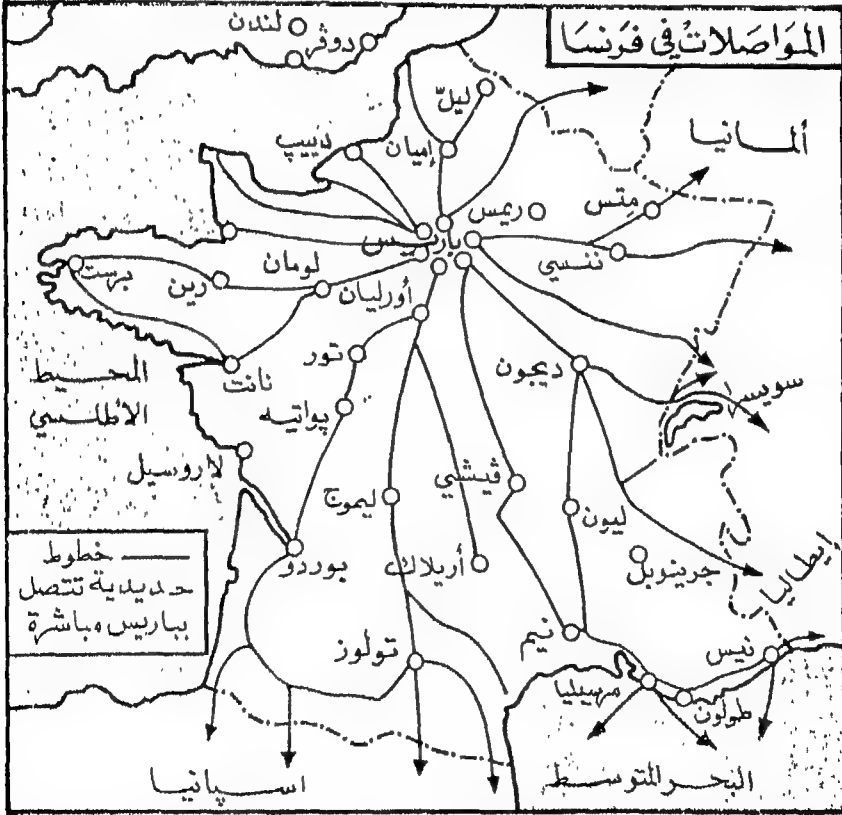 المواصلات في فرنسا
لندن
دوڤر
ليلّ
ألمانيا
دييپ
إميان
ريمس
متس
باريس
ننسي
برست
رين
لومان
أورليان
نانت
تور
ديجون
سويسرا
المحيط
الأطلسي
پواتيه
لاروسيل
ليموج
ڤيشي
ليون
إيطاليا
بوردو
أريلاك
جرينوبل
خطوط
حديدية تتصل
بباريس مباشرة
تولوز
نيم
نيس
مرسيليا
طولون
اسپانيا
البحر المتوسط